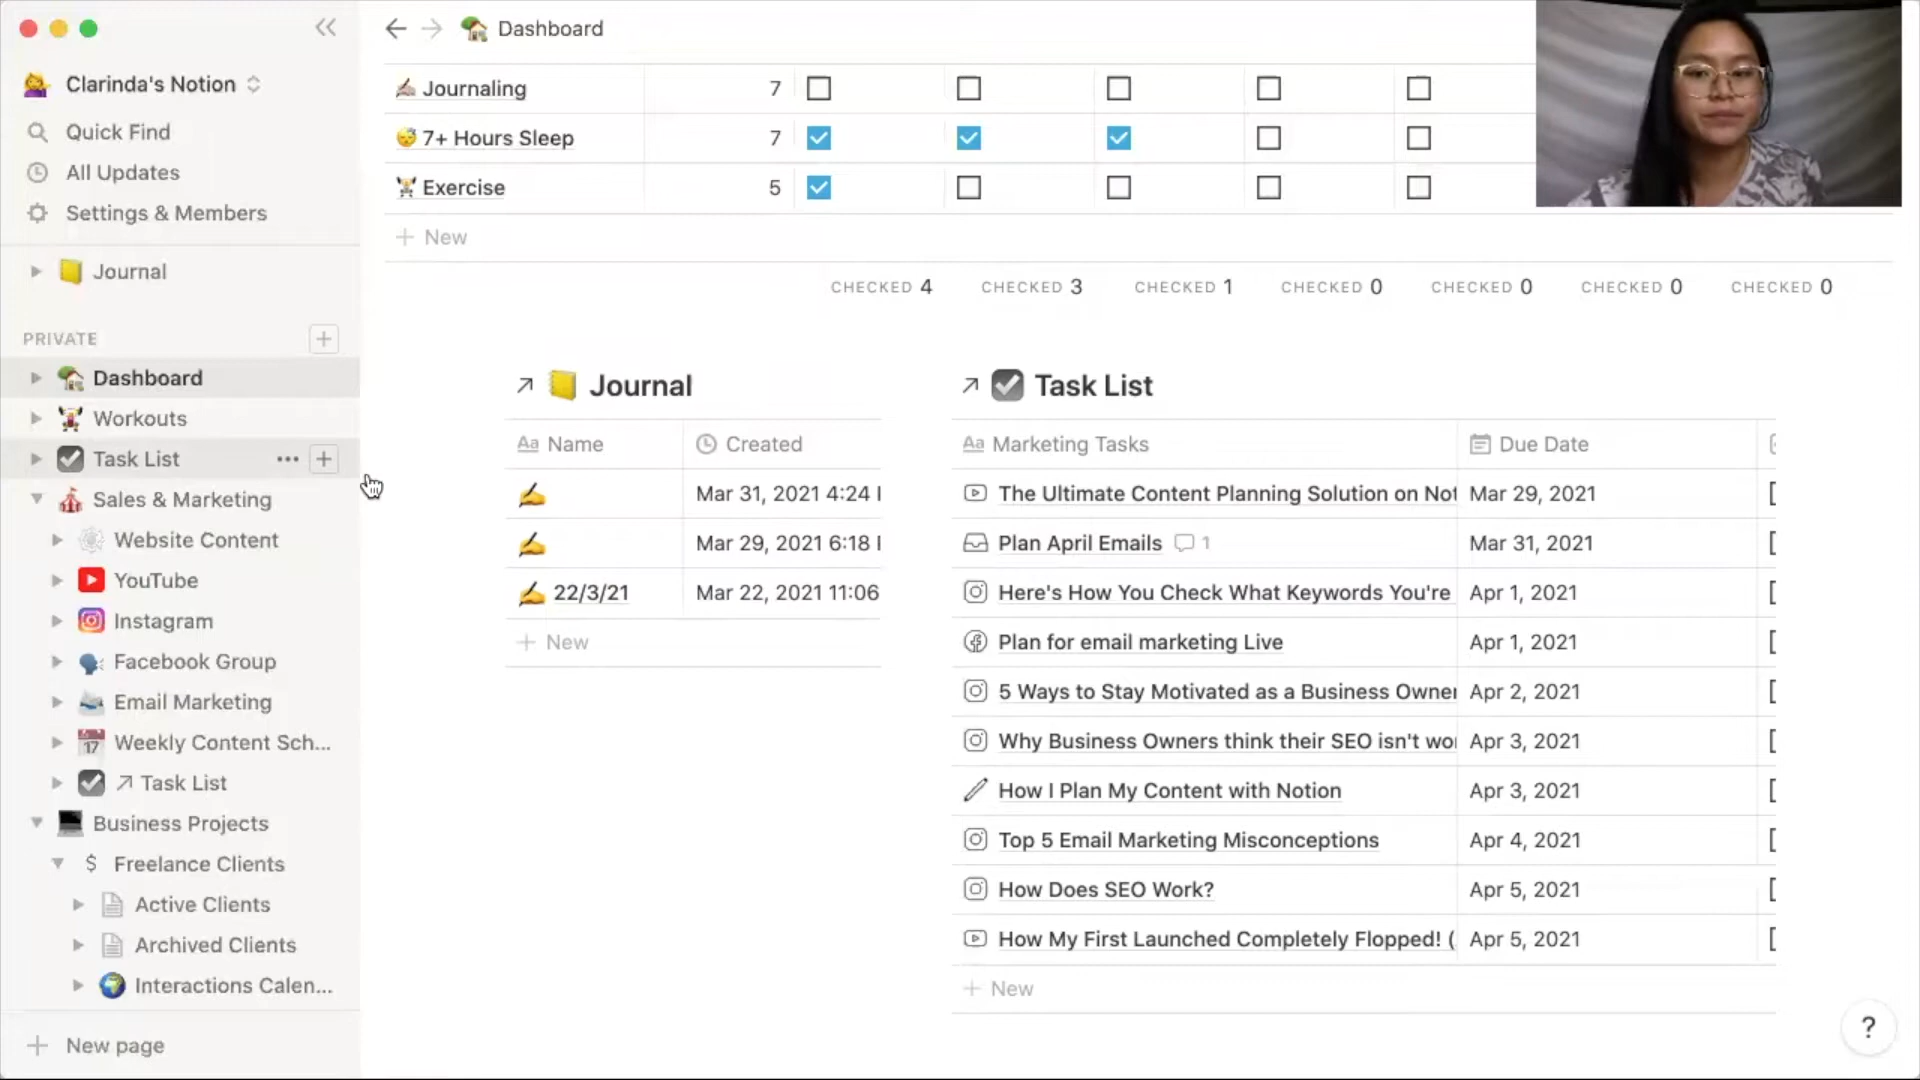 Clarinda's Notion
Quick Find
All Updates
Settings & Members
Journal
PRIVATE
Dashboard
Workouts
Task List
Sales & Marketing
Website Content
YouTube
Instagram
Facebook Group
Email Marketing
17 Weekly Content Sch...
Task List
Business Projects
$ Freelance Clients
Active Clients
Archived Clients
Interactions Calen...
New page
Dashboard
Journaling 7
7+ Hours Sleep 7
Exercise 5
New
CHECKED 4 CHECKED 3 CHECKED 1 CHECKED 0 CHECKED 0 CHECKED 0 CHECKED 0
Journal
Aa Name Created
Mar 31, 2021 4:24
Mar 29, 2021 6:18
22/3/21 Mar 22, 2021 11:06
New
Task List
Aa Marketing Tasks Due Date
The Ultimate Content Planning Solution on Not Mar 29, 2021
Plan April Emails 1 Mar 31, 2021
Here's How You Check What Keywords You're Apr 1, 2021
Plan for email marketing Live Apr 1, 2021
5 Ways to Stay Motivated as a Business Owner Apr 2, 2021
Why Business Owners think their SEO isn't wor Apr 3, 2021
How I Plan My Content with Notion Apr 3, 2021
Top 5 Email Marketing Misconceptions Apr 4, 2021
How Does SEO Work? Apr 5, 2021
How My First Launched Completely Flopped! ( Apr 5, 2021
New
?